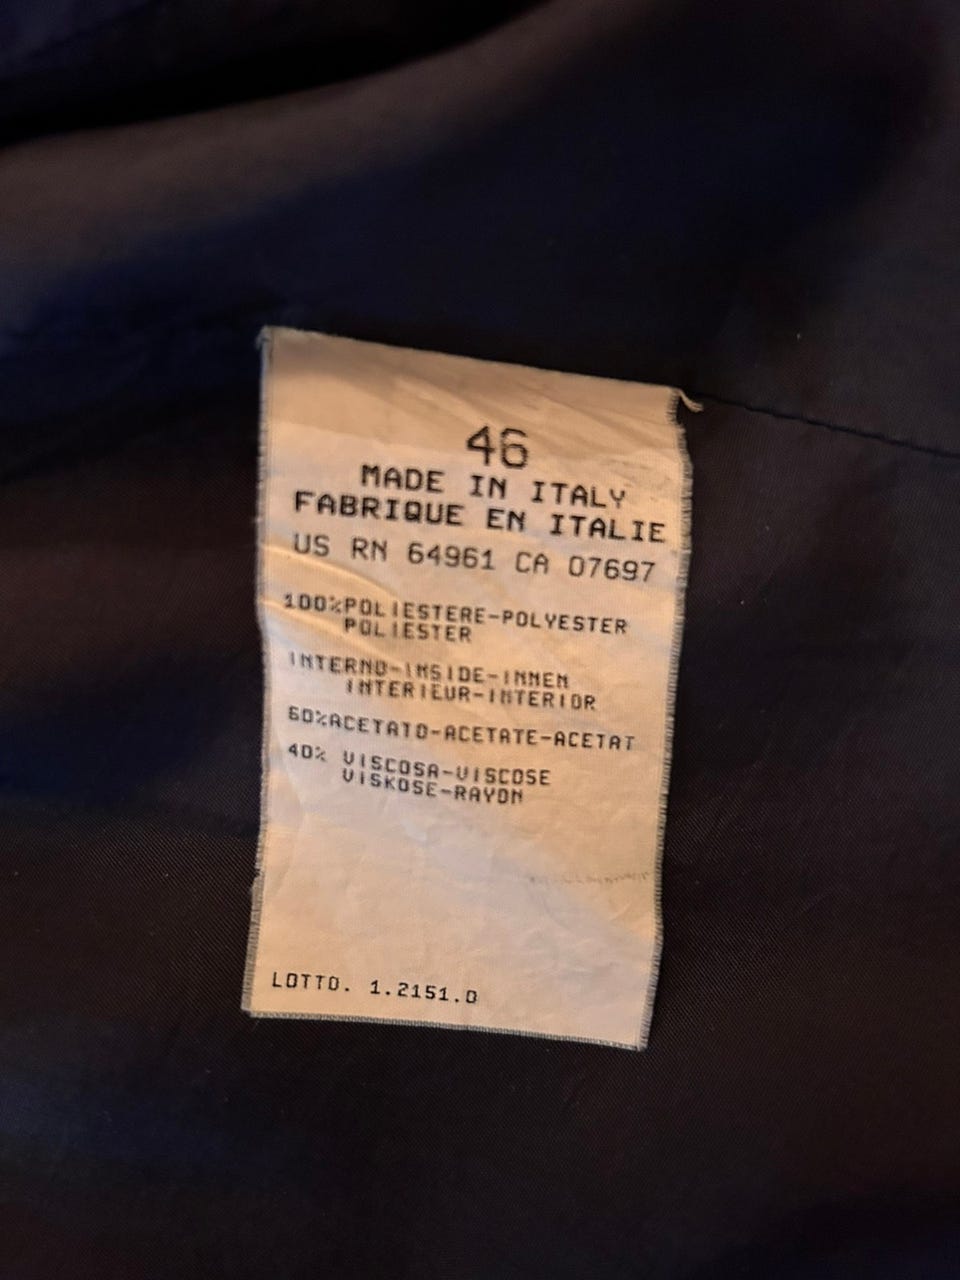 46
MADE IN ITALY
FABRIQUE EN ITALIE
US RN 64961 CA 07697
100%POLIESTERE-POLYESTER
POLIESTER
INTERNO-INSIDE-INNEN
INTERIEUR-INTERIOR
60%ACETATO-ACETATE-ACETAT
40% VISCOSA-VISCOSE
VISKOSE-RAYON
LOTTO. 1.2151.0